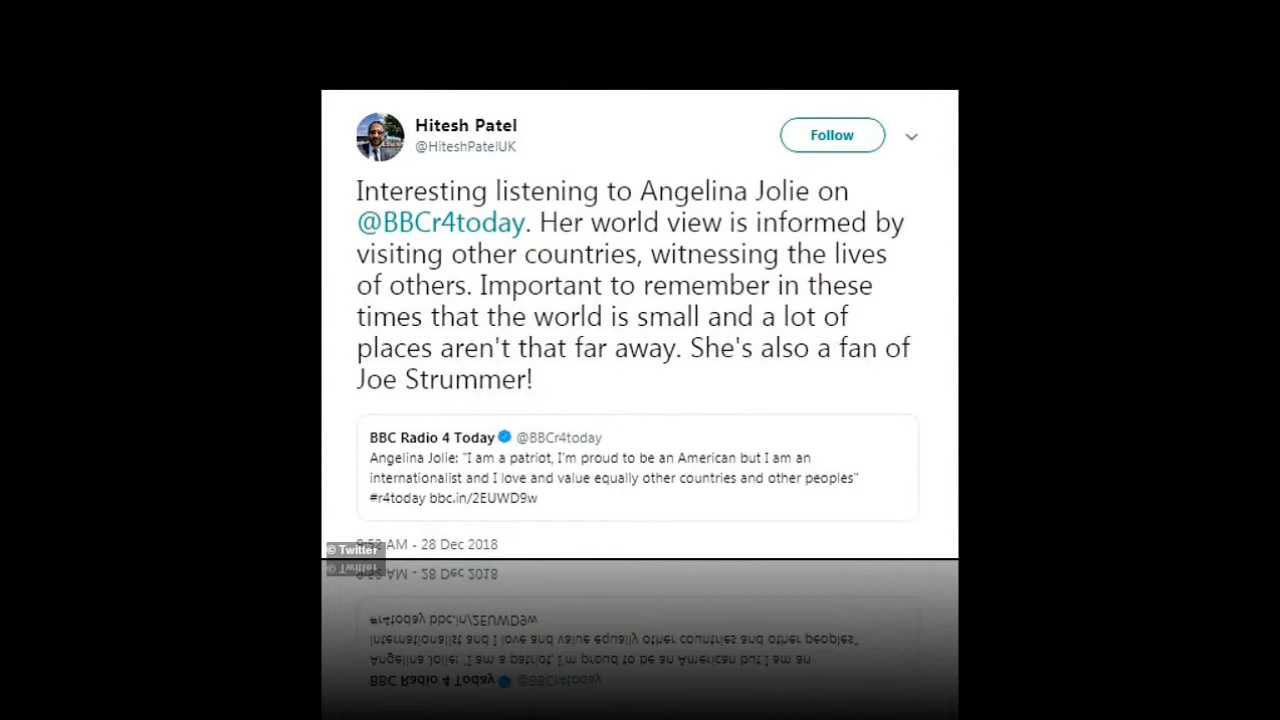 Hitesh Patel
@HiteshPatelUK
Follow
Interesting listening to Angelina Jolie on
@BBCr4today. Her world view is informed by
visiting other countries, witnessing the lives
of others. Important to remember in these
times that the world is small and a lot of
places aren't that far away. She's also a fan of
Joe Strummer!
BBC Radio 4 Today @BBCr4today
Angelina Jolie: "I am a patriot, I'm proud to be an American but I am an
internationalist and I love and value equally other countries and other peoples"
#r4today bbc.in/2EUWD9w
AM - 28 Dec 2018
© Twitter